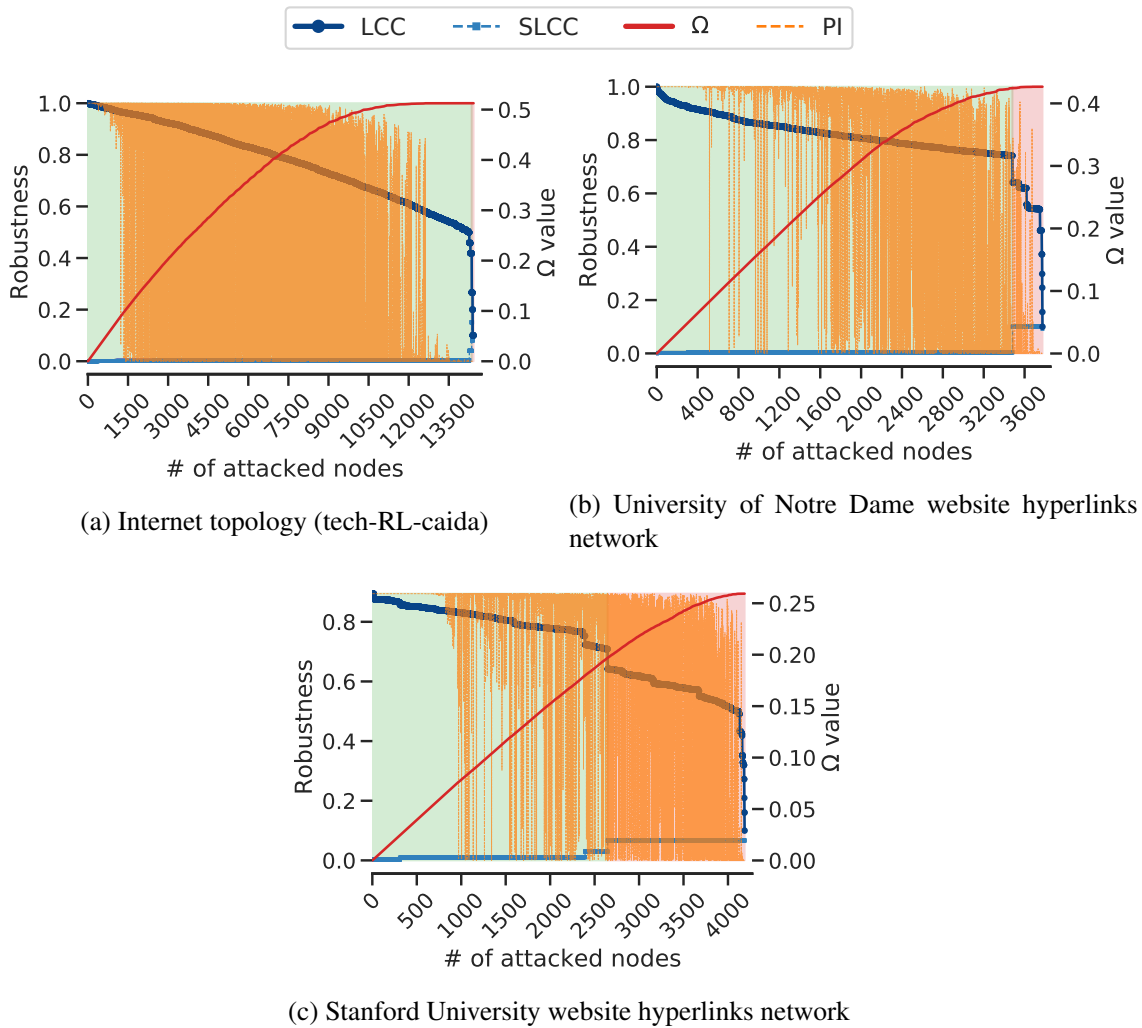 LCC SLCC Ω PI
1.0 0.8 0.6 0.4 0.2 0.0
Robustness
0.5 0.4 0.3 0.2 0.1 0.0
Ω value
0 1500 3000 4500 6000 7500 9000 10500 12000 13500
# of attacked nodes
(a) Internet topology (tech-RL-caida)
1.0 0.8 0.6 0.4 0.2 0.0
Robustness
0.4 0.3 0.2 0.1 0.0
Ω value
0 400 800 1200 1600 2000 2400 2800 3200 3600
# of attacked nodes
(b) University of Notre Dame website hyperlinks
network
0.8 0.6 0.4 0.2 0.0
Robustness
0.25 0.20 0.15 0.10 0.05 0.00
Ω value
0 500 1000 1500 2000 2500 3000 3500 4000
# of attacked nodes
(c) Stanford University website hyperlinks network